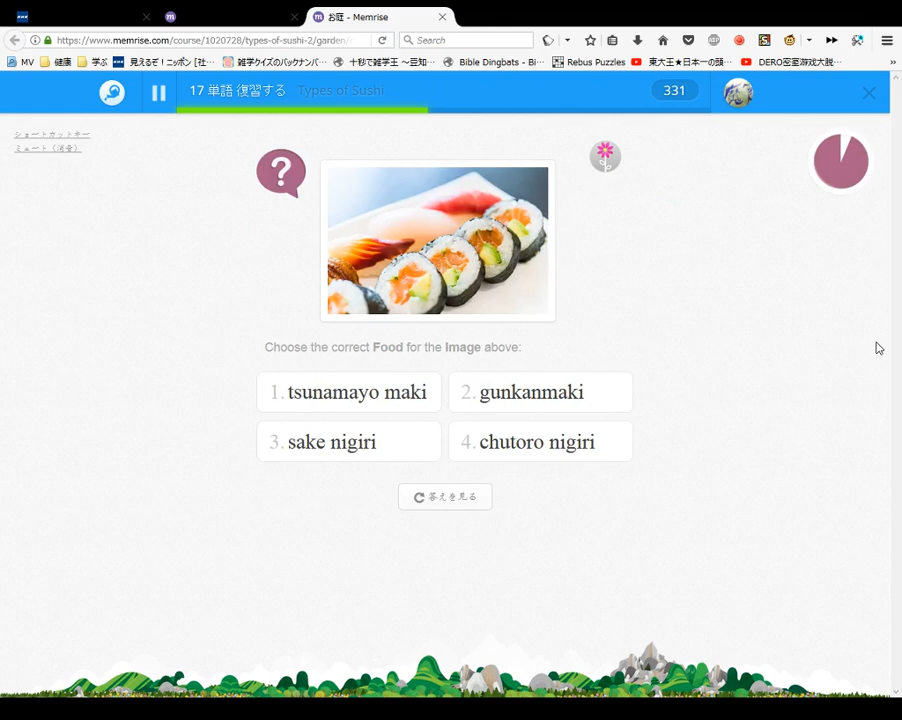 お庭 - Memrise
https://www.memrise.com/course/1020728/types-of-sushi-2/garden/
Search
MV
健康
学ぶ
見えるぞ！ニッポン [社…
雑学クイズのバックナンバ…
十秒で雑学王 ～豆知…
Bible Dingbats - Bi…
Rebus Puzzles
東大王★日本一の頭…
DERO密室游戏大脱…
17 単語 復習する Types of Sushi
331
ショートカットキー
ミュート（消音）
?
Choose the correct Food for the Image above:
1. tsunamayo maki
2. gunkanmaki
3. sake nigiri
4. chutoro nigiri
答えを見る